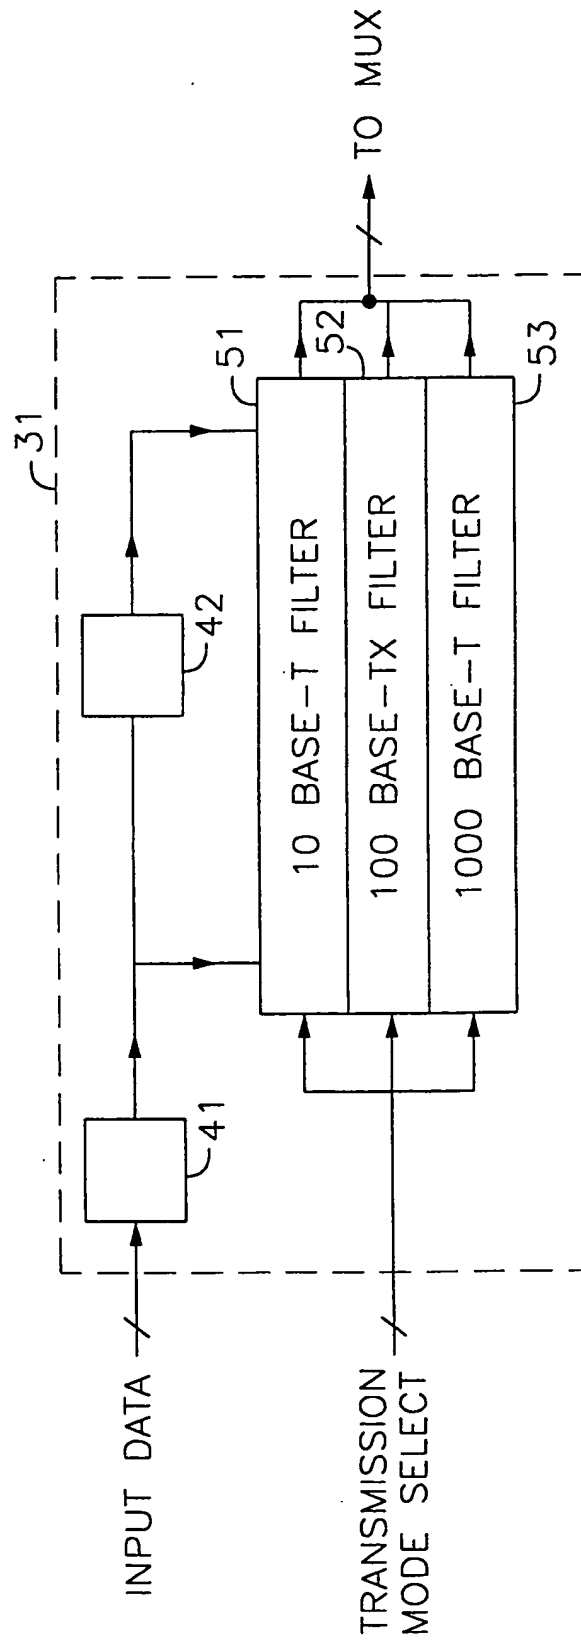 31
INPUT DATA
41
42
51
52
53
10 BASE-T FILTER
100 BASE-TX FILTER
1000 BASE-T FILTER
TRANSMISSION
MODE SELECT
TO MUX